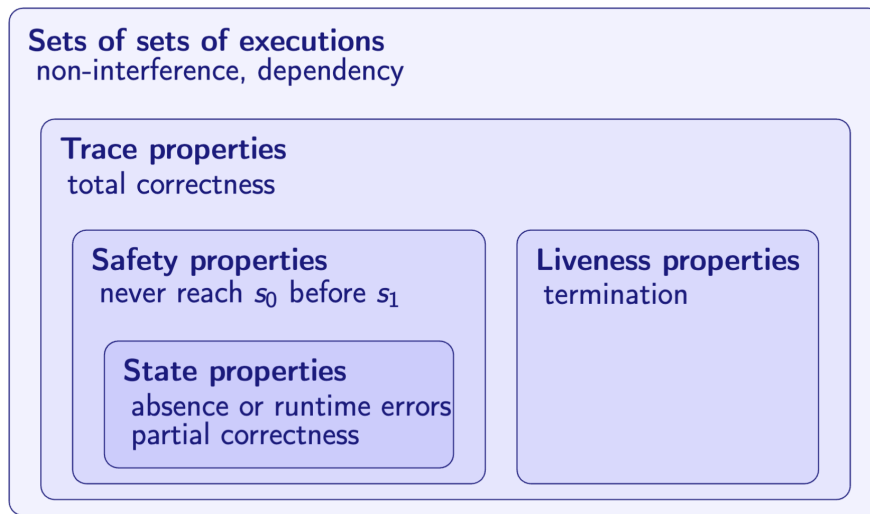 Sets of sets of executions
non-interference, dependency
Trace properties
total correctness
Safety properties
never reach s₀ before s₁
Liveness properties
termination
State properties
absence or runtime errors
partial correctness